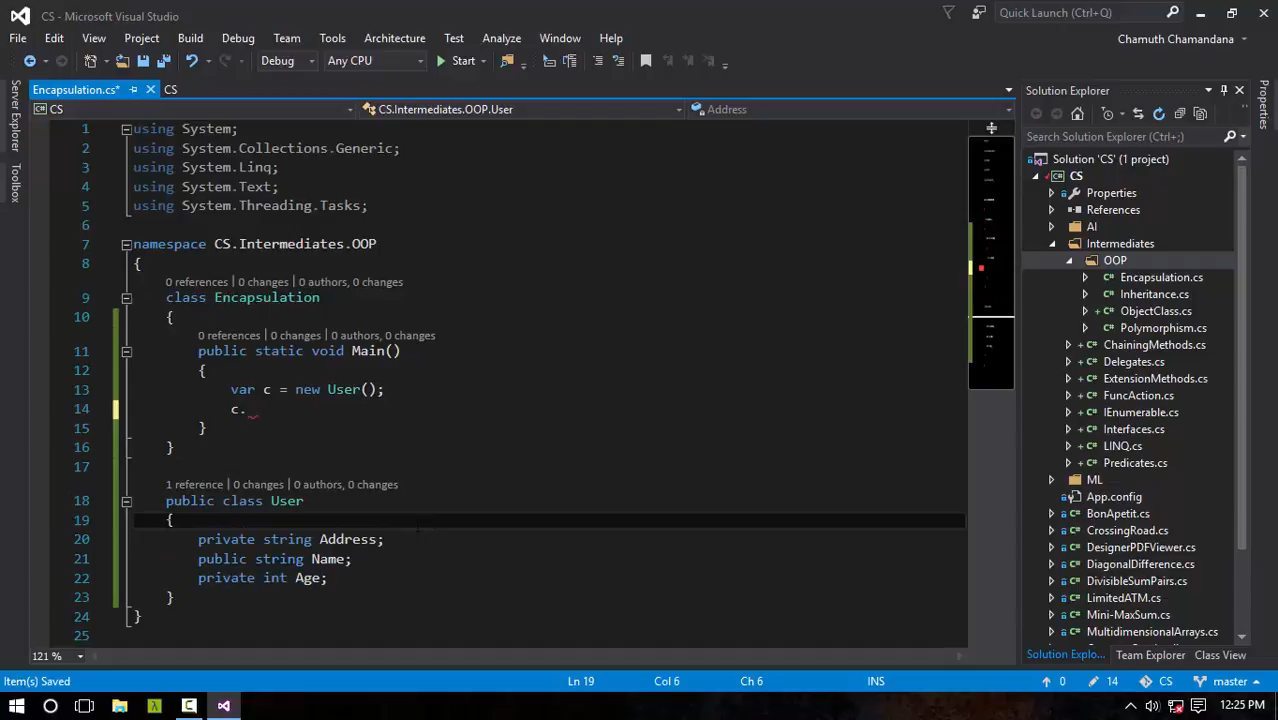 CS - Microsoft Visual Studio
Quick Launch (Ctrl+Q)
File Edit View Project Build Debug Team Tools Architecture Test Analyze Window Help
Chamuth Chamandana
Debug Any CPU Start
Encapsulation.cs* CS
CS CS.Intermediates.OOP.User Address
Server Explorer
Toolbox
1 using System;
2 using System.Collections.Generic;
3 using System.Linq;
4 using System.Text;
5 using System.Threading.Tasks;
6
7 namespace CS.Intermediates.OOP
8 {
0 references | 0 changes | 0 authors, 0 changes
9 class Encapsulation
10 {
0 references | 0 changes | 0 authors, 0 changes
11 public static void Main()
12 {
13 var c = new User();
14 c.
15 }
16 }
17
1 reference | 0 changes | 0 authors, 0 changes
18 public class User
19 {
20 private string Address;
21 public string Name;
22 private int Age;
23 }
24 }
25
121 %
Solution Explorer
Search Solution Explorer (Ctrl+;)
Solution 'CS' (1 project)
CS
Properties
References
AI
Intermediates
OOP
Encapsulation.cs
Inheritance.cs
ObjectClass.cs
Polymorphism.cs
ChainingMethods.cs
Delegates.cs
ExtensionMethods.cs
FuncAction.cs
IEnumerable.cs
Interfaces.cs
LINQ.cs
Predicates.cs
ML
App.config
BonApetit.cs
CrossingRoad.cs
DesignerPDFViewer.cs
DiagonalDifference.cs
DivisibleSumPairs.cs
LimitedATM.cs
Mini-MaxSum.cs
MultidimensionalArrays.cs
Solution Explo... Team Explorer Class View
Properties
Item(s) Saved Ln 19 Col 6 Ch 6 INS 0 14 CS master
12:25 PM